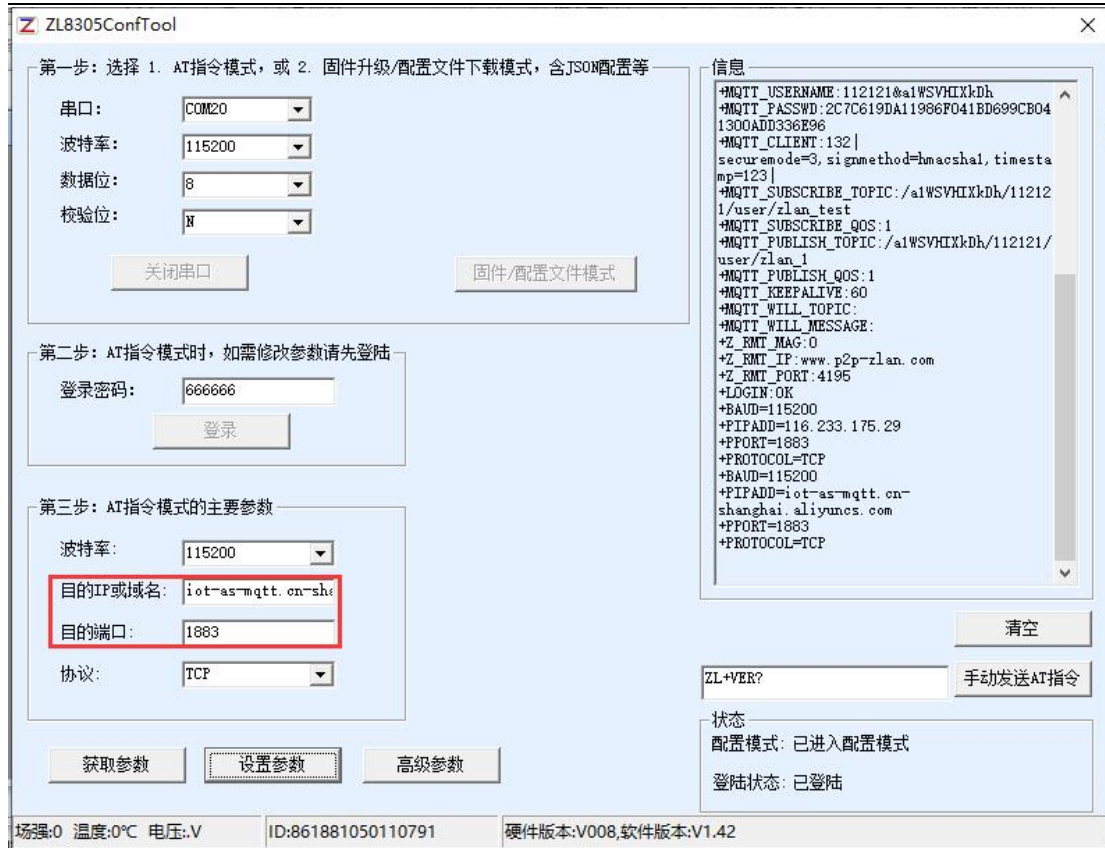 ZL8305ConfTool
第一步：选择 1. AT指令模式，或 2. 固件升级/配置文件下载模式，含JSON配置等
串口：
COM20
波特率：
115200
数据位：
8
校验位：
N
关闭串口
固件/配置文件模式
第二步：AT指令模式时，如需修改参数请先登陆
登录密码：
666666
登录
第三步：AT指令模式的主要参数
波特率：
115200
目的IP或域名：
iot-as-mqtt.cn-sha
目的端口：
1883
协议：
TCP
获取参数
设置参数
高级参数
信息
+MQTT_USERNAME:112121&a1WSVHIXkDh
+MQTT_PASSWD:2C7C619DA11986F041BD699CB04
1300ADD336E96
+MQTT_CLIENT:132|
securemode=3,signmethod=hmacsha1,timesta
mp=123|
+MQTT_SUBSCRIBE_TOPIC:/a1WSVHIXkDh/11212
1/user/zlan_test
+MQTT_SUBSCRIBE_QOS:1
+MQTT_PUBLISH_TOPIC:/a1WSVHIXkDh/112121/
user/zlan_1
+MQTT_PUBLISH_QOS:1
+MQTT_KEEPALIVE:60
+MQTT_WILL_TOPIC:
+MQTT_WILL_MESSAGE:
+Z_RMT_MAG:0
+Z_RMT_IP:www.p2p-zlan.com
+Z_RMT_PORT:4195
+LOGIN:OK
+BAUD=115200
+PIPADD=116.233.175.29
+PPORT=1883
+PROTOCOL=TCP
+BAUD=115200
+PIPADD=iot-as-mqtt.cn-
shanghai.aliyuncs.com
+PPORT=1883
+PROTOCOL=TCP
清空
ZL+VER?
手动发送AT指令
状态
配置模式：已进入配置模式
登陆状态：已登陆
场强:0 温度:0℃ 电压:.V
ID:861881050110791
硬件版本:V008,软件版本:V1.42